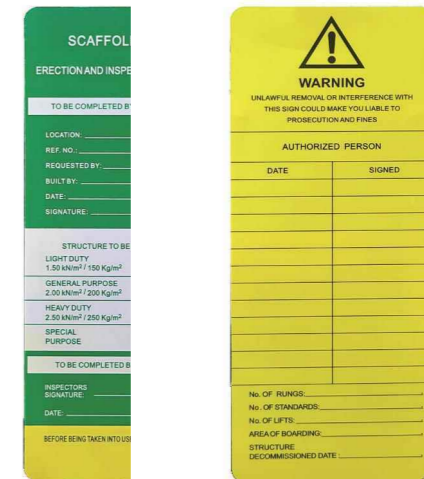 SCAFFOL
ERECTION AND INSPE
TO BE COMPLETED B
LOCATION:
REF. NO.:
REQUESTED BY:
BUILT BY:
DATE:
SIGNATURE:
STRUCTURE TO BE
LIGHT DUTY
1.50 kN/m² / 150 Kg/m²
GENERAL PURPOSE
2.00 kN/m² / 200 Kg/m²
HEAVY DUTY
2.50 kN/m² / 250 Kg/m²
SPECIAL
PURPOSE
TO BE COMPLETED B
INSPECTORS
SIGNATURE:
DATE:
BEFORE BEING TAKEN INTO US
WARNING
UNLAWFUL REMOVAL OR INTERFERENCE WITH
THIS SIGN COULD MAKE YOU LIABLE TO
PROSECUTION AND FINES
AUTHORIZED PERSON
DATE SIGNED
No. OF RUNGS:
No. OF STANDARDS:
No. OF LIFTS:
AREA OF BOARDING:
STRUCTURE
DECOMMISSIONED DATE: